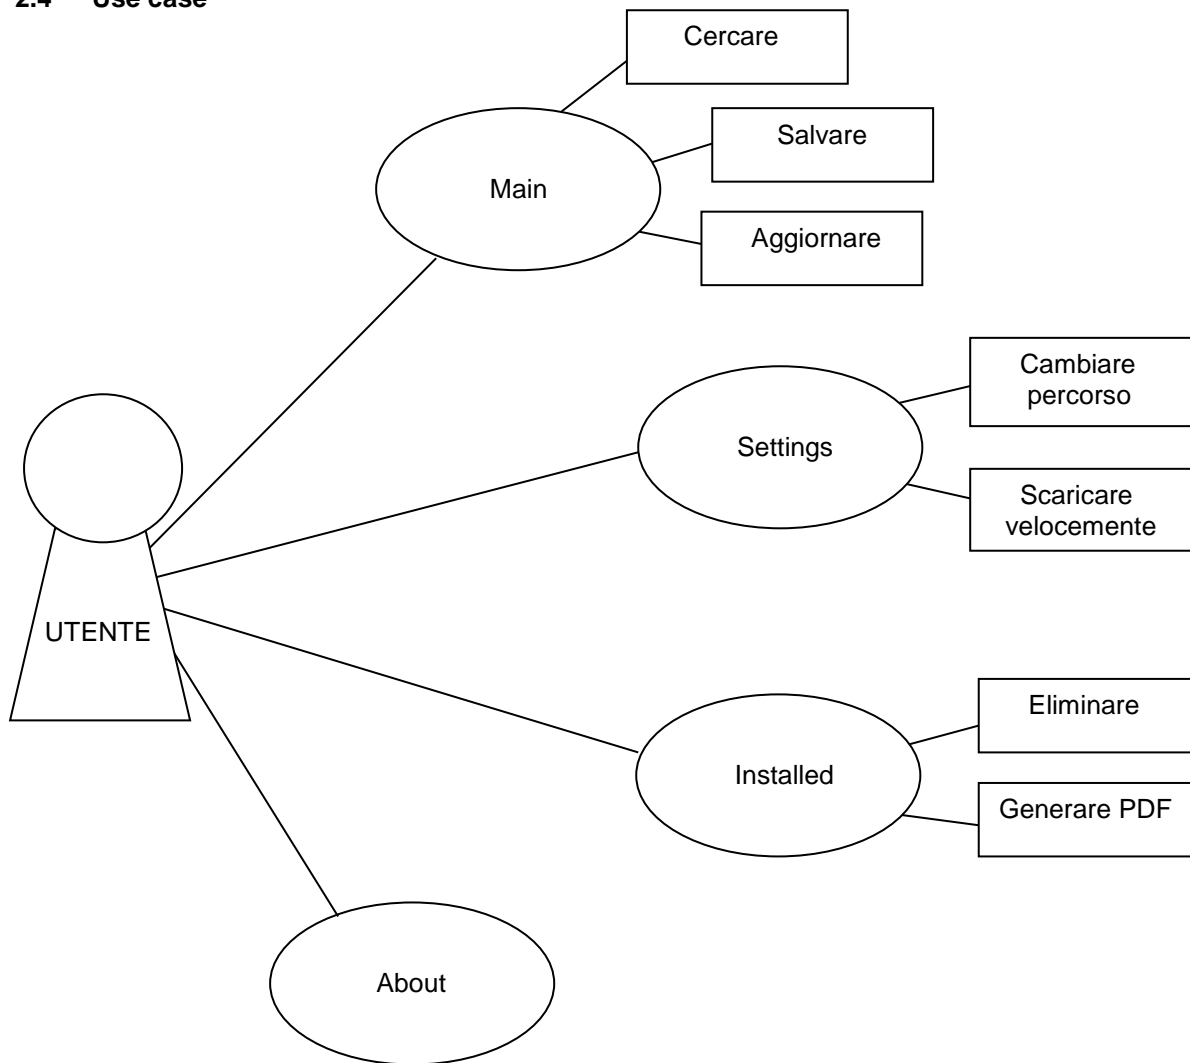 2.4 Use case
Cercare
Salvare
Main
Aggiornare
Cambiare
percorso
Settings
Scaricare
velocemente
UTENTE
Eliminare
Installed
Generare PDF
About